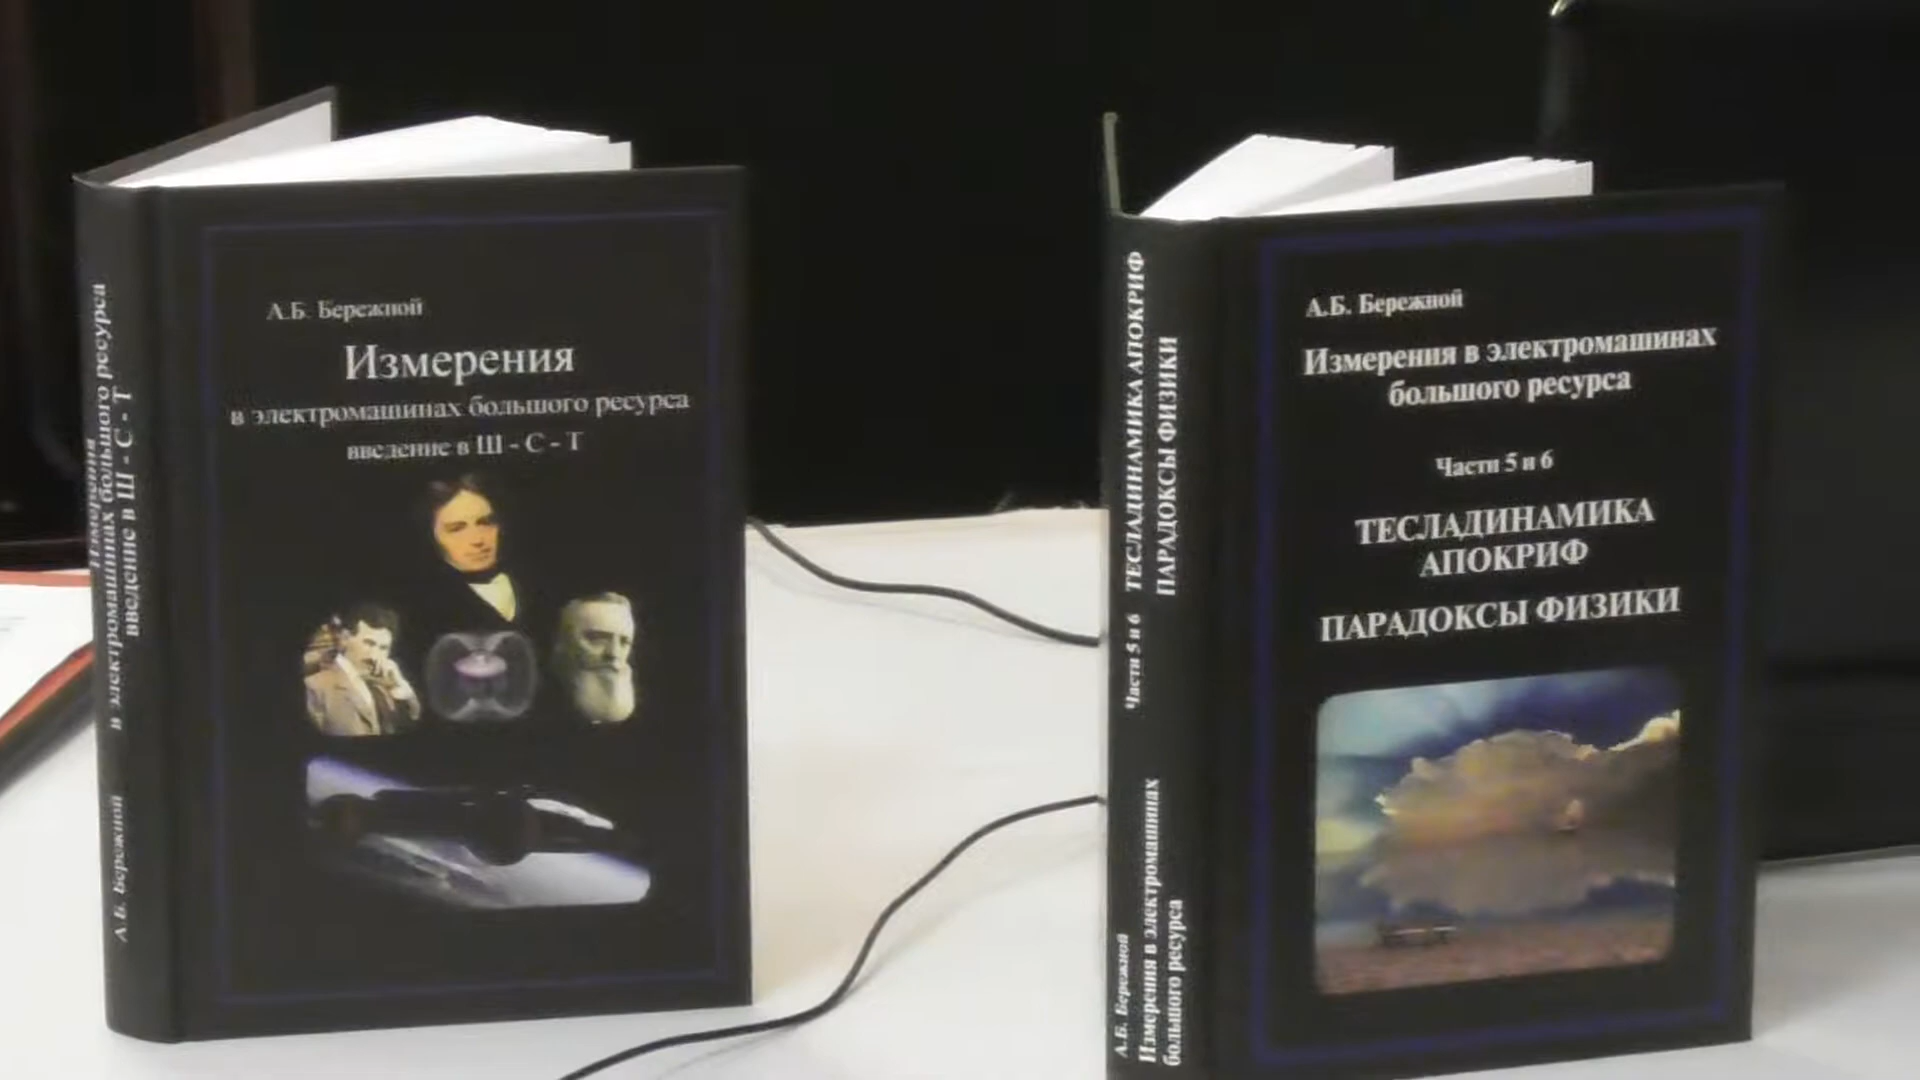 А.Б. Бережной
Измерения
в электромашинах большого ресурса
введение в Ш - С - Т
А.Б. Бережной
Измерения
в электромашинах большого ресурса
введение в Ш - С - Т
А.Б. Бережной
Измерения в электромашинах
большого ресурса
Части 5 и 6
ТЕСЛАДИНАМИКА
АПОКРИФ
ПАРАДОКСЫ ФИЗИКИ
А.Б. Бережной
Измерения в электромашинах
большого ресурса
Части 5 и 6
ТЕСЛАДИНАМИКА АПОКРИФ
ПАРАДОКСЫ ФИЗИКИ